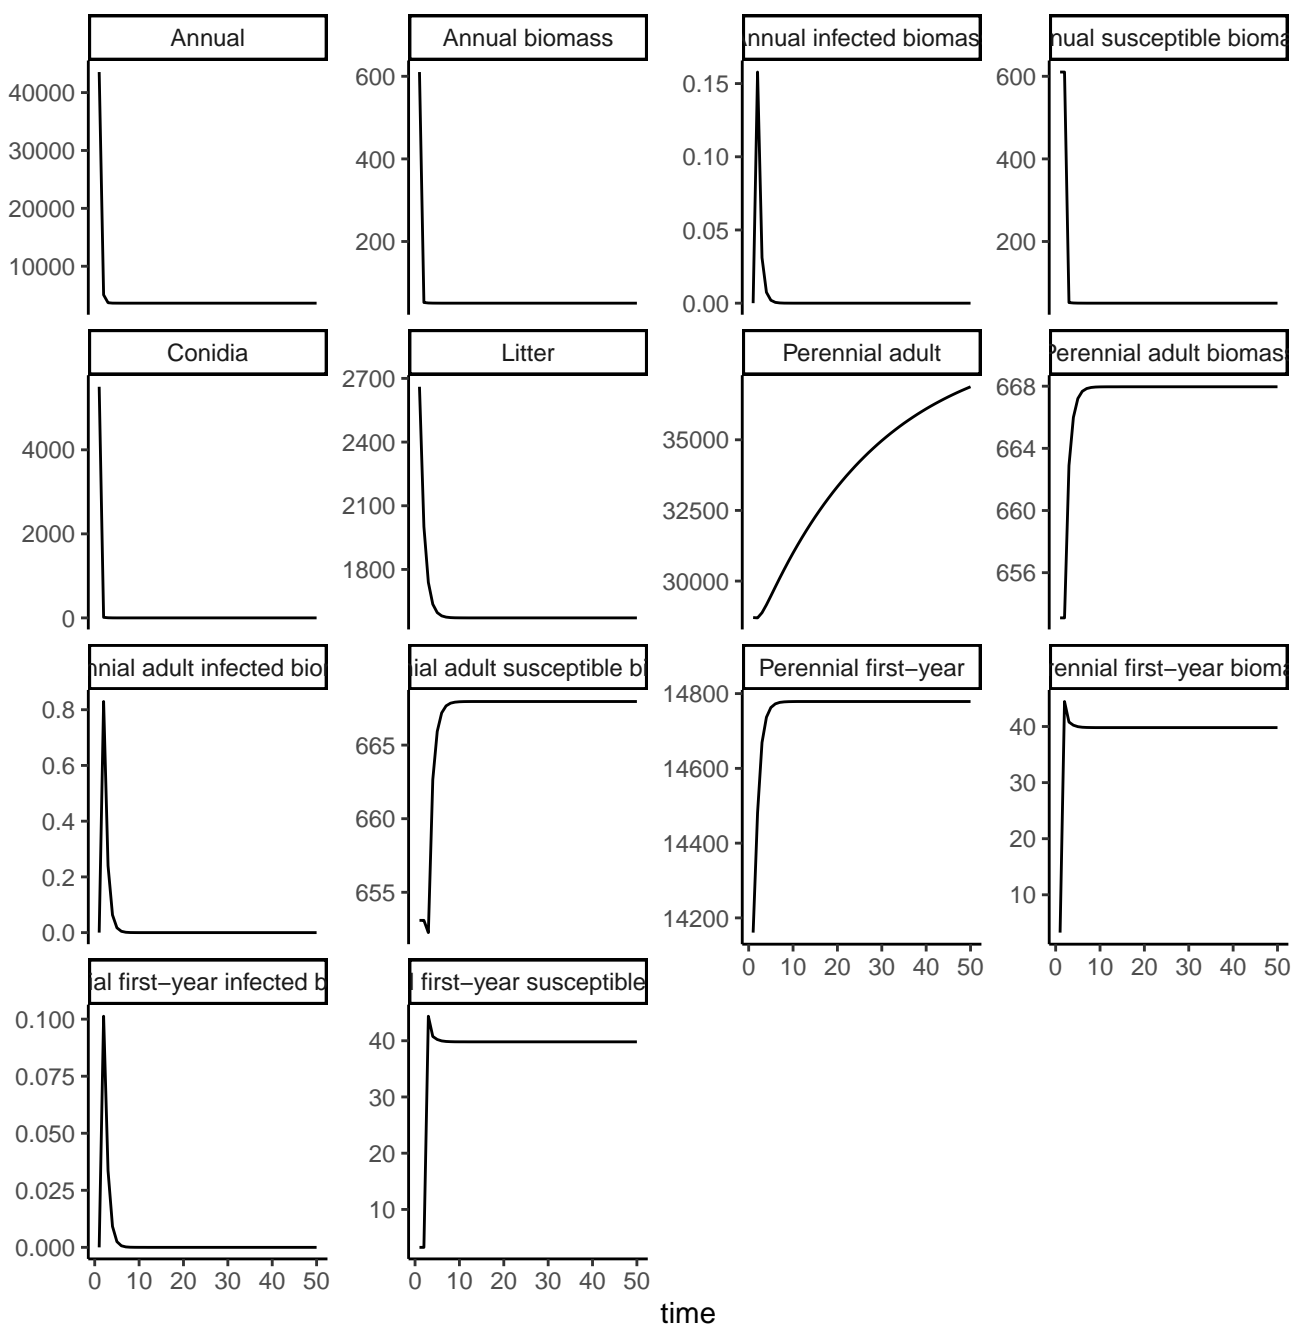 Annual
Annual biomass
nnual infected biomas
nual susceptible bioma
40000
30000
20000
10000
600
400
200
0.15
0.10
0.05
0.00
600
400
200
Conidia
Litter
Perennial adult
Perennial adult biomas
4000
2000
0
2700
2400
2100
1800
35000
32500
30000
668
664
660
656
nnial adult infected bio
ial adult susceptible bi
Perennial first−year
rennial first−year bioma
0.8
0.6
0.4
0.2
0.0
665
660
655
14800
14600
14400
14200
40
30
20
10
0 10 20 30 40 50
0 10 20 30 40 50
ial first−year infected b
first−year susceptible
0.100
0.075
0.050
0.025
0.000
40
30
20
10
0 10 20 30 40 50
0 10 20 30 40 50
time